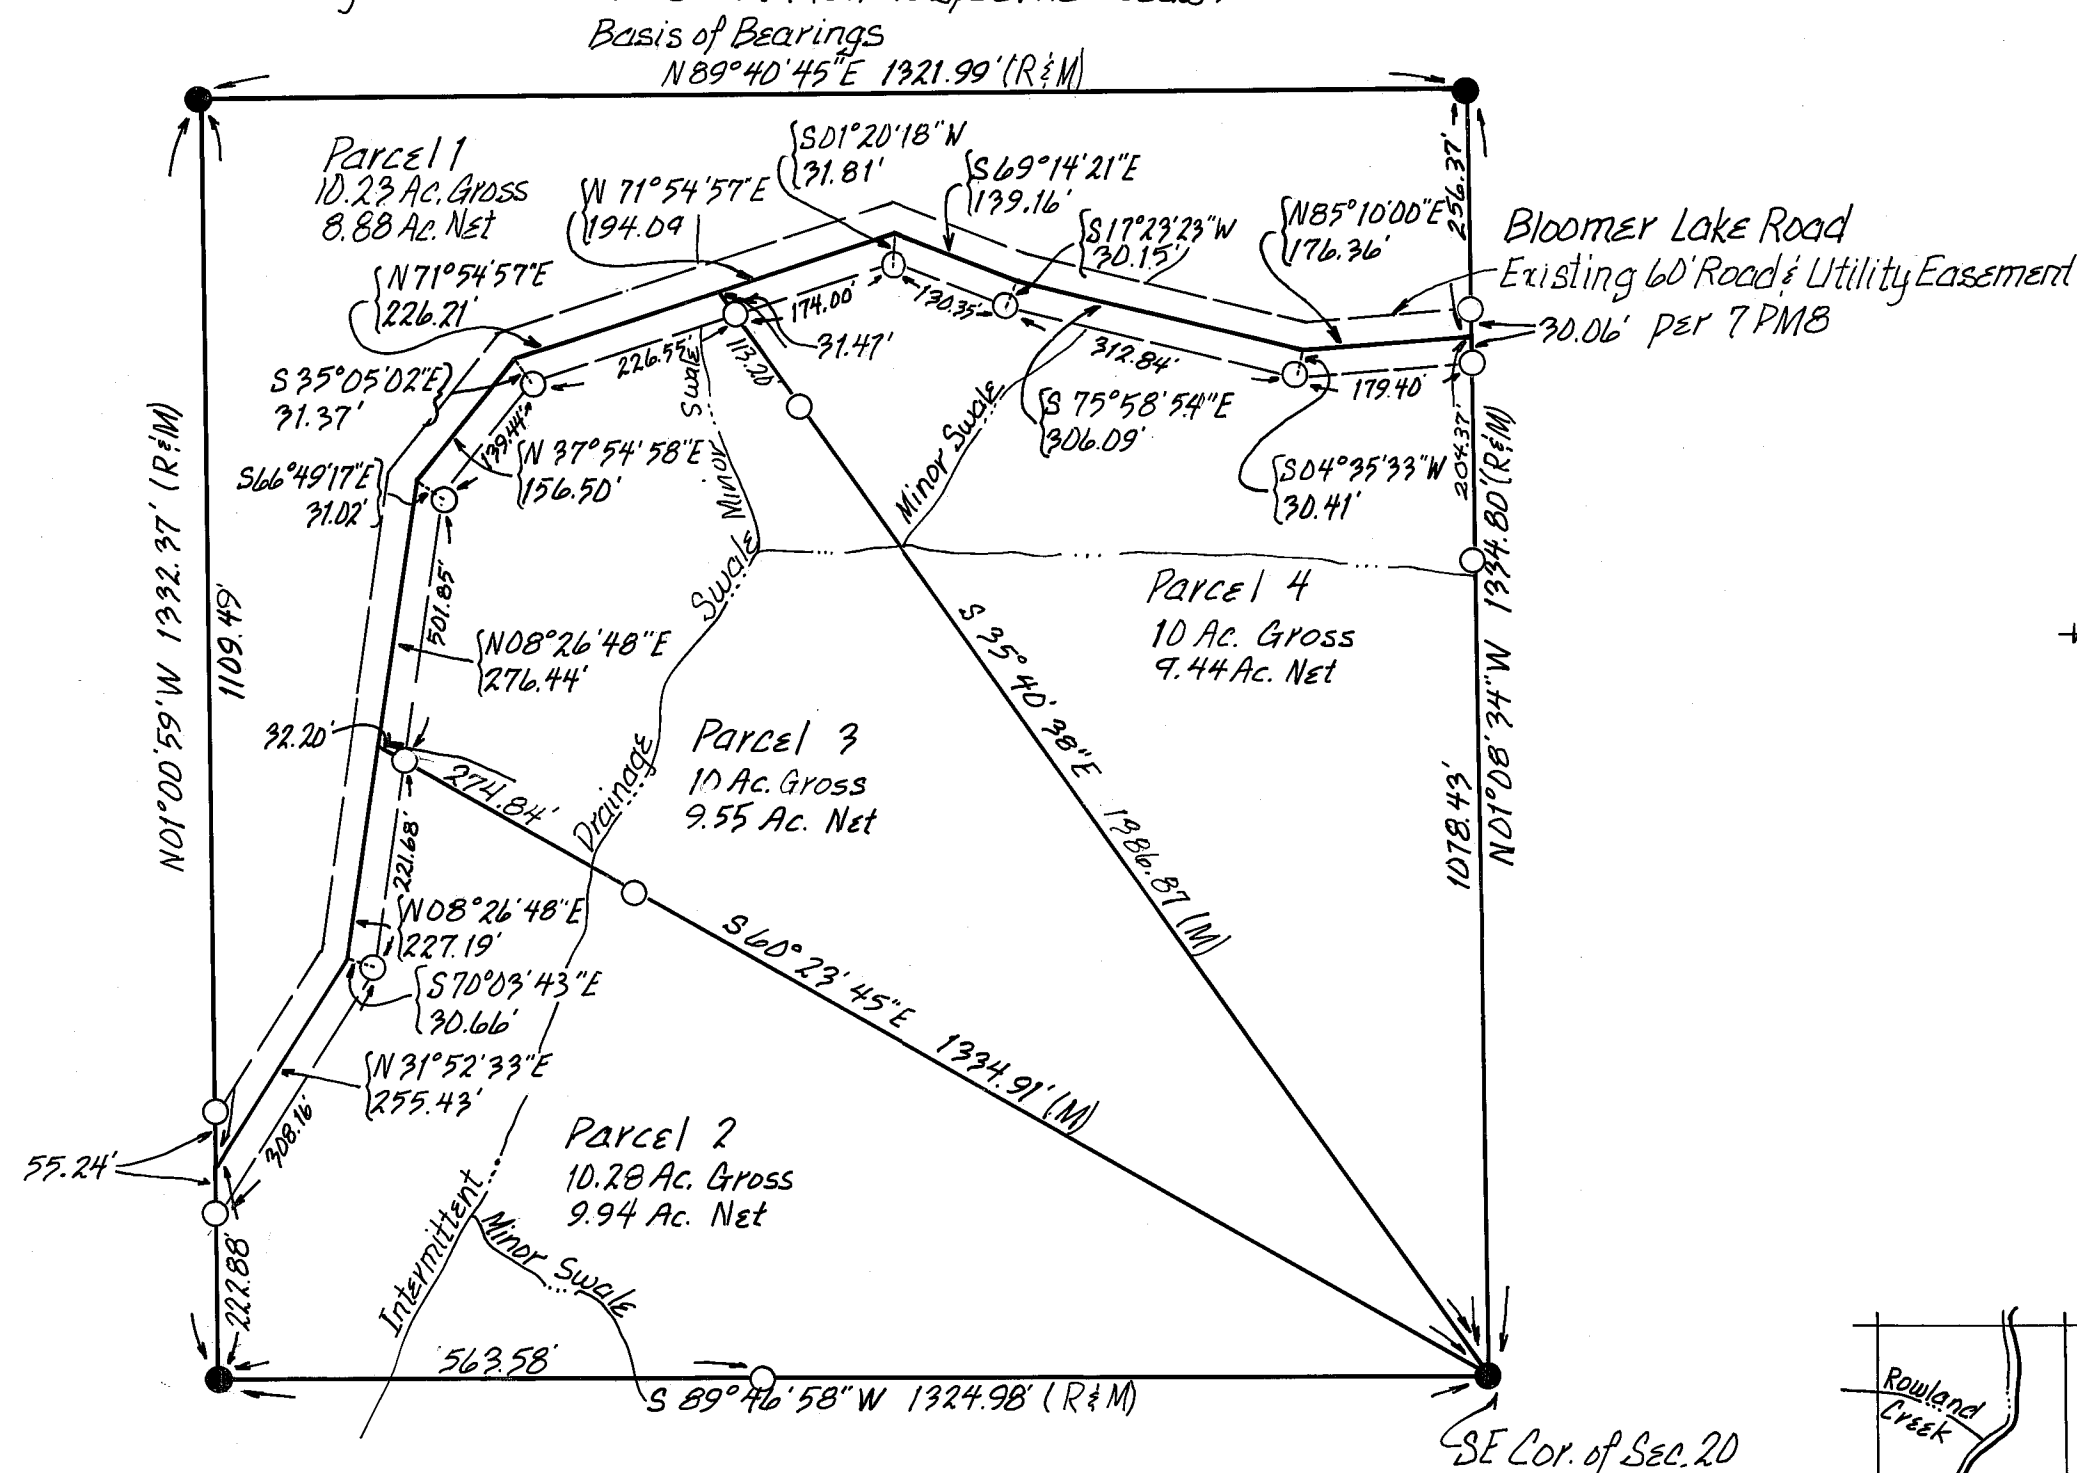 Basis of Bearings
N89°40'45"E 1321.99' (R&M)
Parcel 1
10.23 Ac. Gross
8.88 Ac. Net
S01°20'18"W
31.81'
S69°14'21"E
139.16'
N 71°54'57"E
194.09
S17°23'23"W
30.15'
N85°10'00"E
176.36'
256.37'
Bloomer Lake Road
Existing 60' Road & Utility Easement
30.06' per 7 PM 8
N71°54'57"E
226.21'
174.00'
130.35'
31.47'
226.55'
113.20'
312.84'
179.40'
S35°05'02"E
31.37'
139.44'
N 37°54'58"E
156.50'
S66°49'17"E
31.02'
Minor Swale
Minor Swale
S 75°58'54"E
306.09'
S04°35'33"W
30.41'
204.37'
N01°08'34"W 1334.80' (R&M)
N01°00'59"W 1332.37' (R&M)
1109.49'
501.85'
N08°26'48"E
276.44'
Parcel 4
10 Ac. Gross
9.44 Ac. Net
S 35°40'38"E 1386.87 (M)
32.20'
274.84'
Parcel 3
10 Ac. Gross
9.55 Ac. Net
1078.43'
221.68'
N08°26'48"E
227.19'
S70°03'43"E
30.66'
S60°23'45"E 1334.91' (M)
N31°52'33"E
255.43'
308.16'
55.24'
Parcel 2
10.28 Ac. Gross
9.94 Ac. Net
Intermittent Drainage Swale
Minor Swale
222.88'
563.58'
S 89°46'58"W 1324.98' (R&M)
SE Cor. of Sec. 20
Rowland
Creek